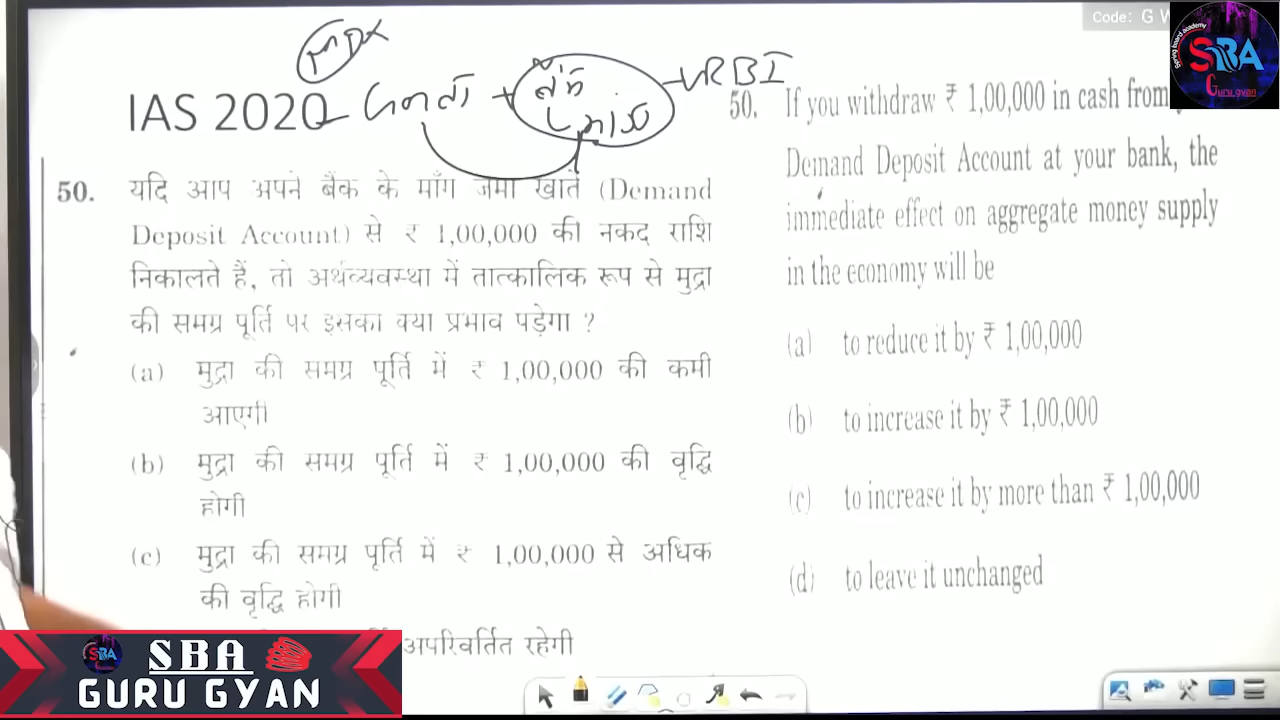 Code: G W
SBA
Guru gyan
IAS 2020
जनता
बैंक
RBI
50. यदि आप अपने बैंक के माँग जमा खाते (Demand
Deposit Account) से ₹ 1,00,000 की नकद राशि
निकालते हैं, तो अर्थव्यवस्था में तात्कालिक रूप से मुद्रा
की समग्र पूर्ति पर इसका क्या प्रभाव पड़ेगा ?
(a) मुद्रा की समग्र पूर्ति में ₹ 1,00,000 की कमी
आएगी
(b) मुद्रा की समग्र पूर्ति में ₹ 1,00,000 की वृद्धि
होगी
(c) मुद्रा की समग्र पूर्ति में ₹ 1,00,000 से अधिक
की वृद्धि होगी
अपरिवर्तित रहेगी
50. If you withdraw ₹ 1,00,000 in cash from
Demand Deposit Account at your bank, the
immediate effect on aggregate money supply
in the economy will be
(a) to reduce it by ₹ 1,00,000
(b) to increase it by ₹ 1,00,000
(c) to increase it by more than ₹ 1,00,000
(d) to leave it unchanged
SBA
SBA
GURU GYAN